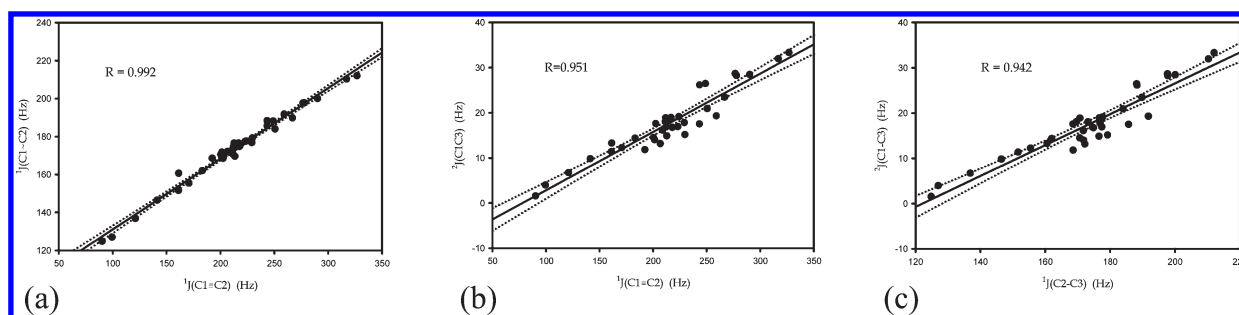 240
220
200
180
160
140
120
¹J(C1-C2) (Hz)
R = 0.992
50 100 150 200 250 300 350
¹J(C1≡C2) (Hz)
(a)
40
30
20
10
0
-10
²J(C1C3) (Hz)
R=0.951
50 100 150 200 250 300 350
¹J(C1≡C2) (Hz)
(b)
40
30
20
10
0
-10
²J(C1-C3) (Hz)
R = 0.942
120 140 160 180 200 220
¹J(C2-C3) (Hz)
(c)